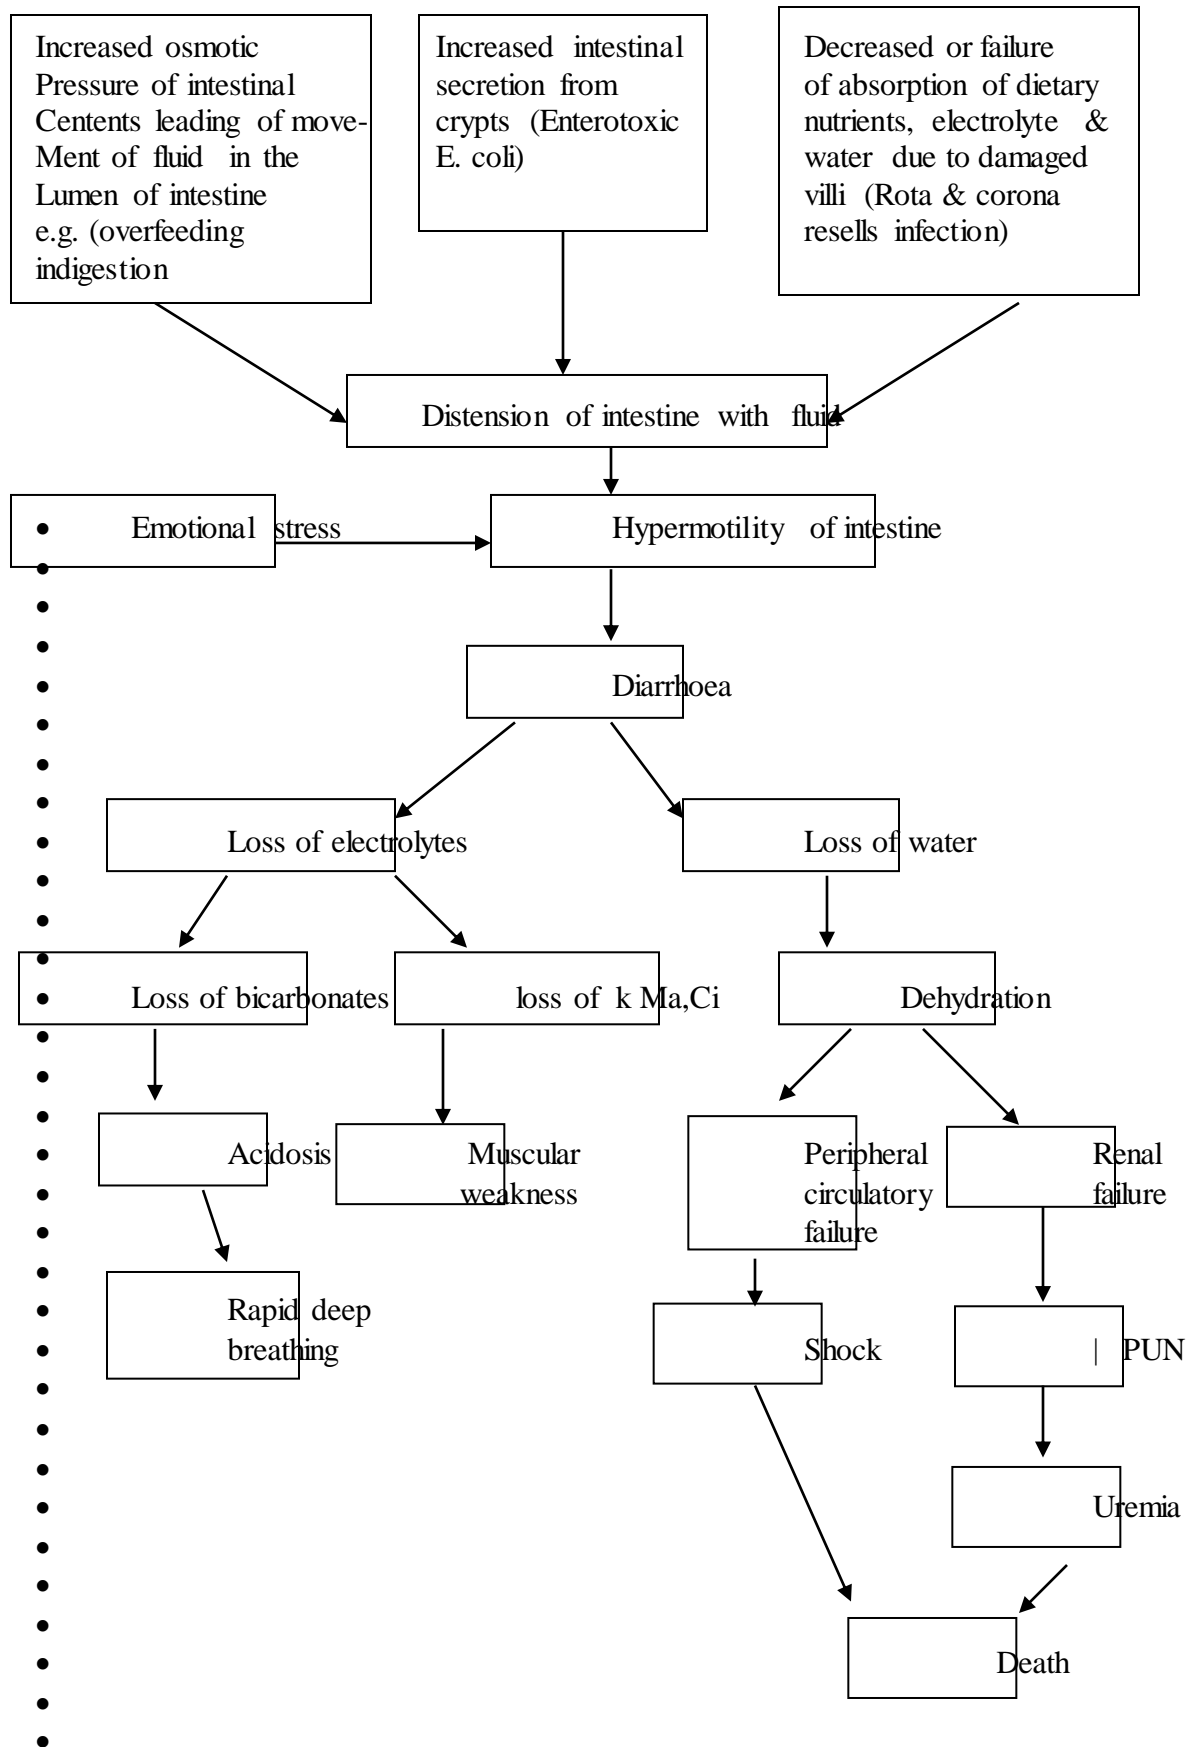 Increased osmotic
Pressure of intestinal
Centents leading of move-
Ment of fluid in the
Lumen of intestine
e.g. (overfeeding
indigestion
Increased intestinal
secretion from
crypts (Enterotoxic
E. coli)
Decreased or failure
of absorption of dietary
nutrients, electrolyte &
water due to damaged
villi (Rota & corona
resells infection)
Distension of intestine with fluid
Emotional stress
Hypermotility of intestine
Diarrhoea
Loss of electrolytes
Loss of water
Loss of bicarbonates
loss of k Ma,Ci
Dehydration
Acidosis
Muscular
weakness
Peripheral
circulatory
failure
Renal
failure
Rapid deep
breathing
Shock
| PUN
Uremia
Death